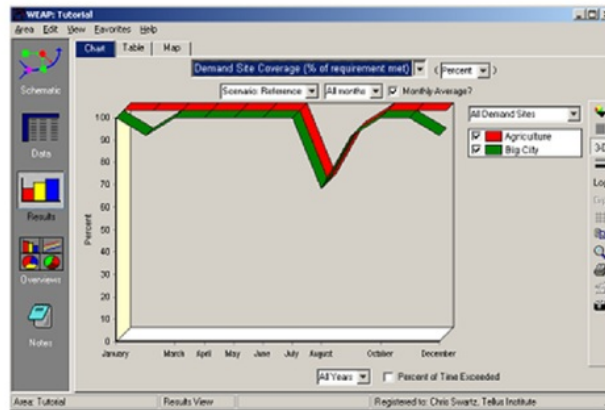 WEAP: Tutorial
Area Edit View Favorites Help
Chart Table Map
Demand Site Coverage (% of requirement met) ( Percent )
Scenario: Reference All months Monthly Average?
Schematic
Data
Results
Overviews
Notes
All Demand Sites
Agriculture
Big City
3-D
Log
Percent
100
90
80
70
60
50
40
30
20
10
0
January March April May June July August October December
All Years Percent of Time Exceeded
Area: Tutorial Results View Registered to: Chris Swartz, Tellus Institute